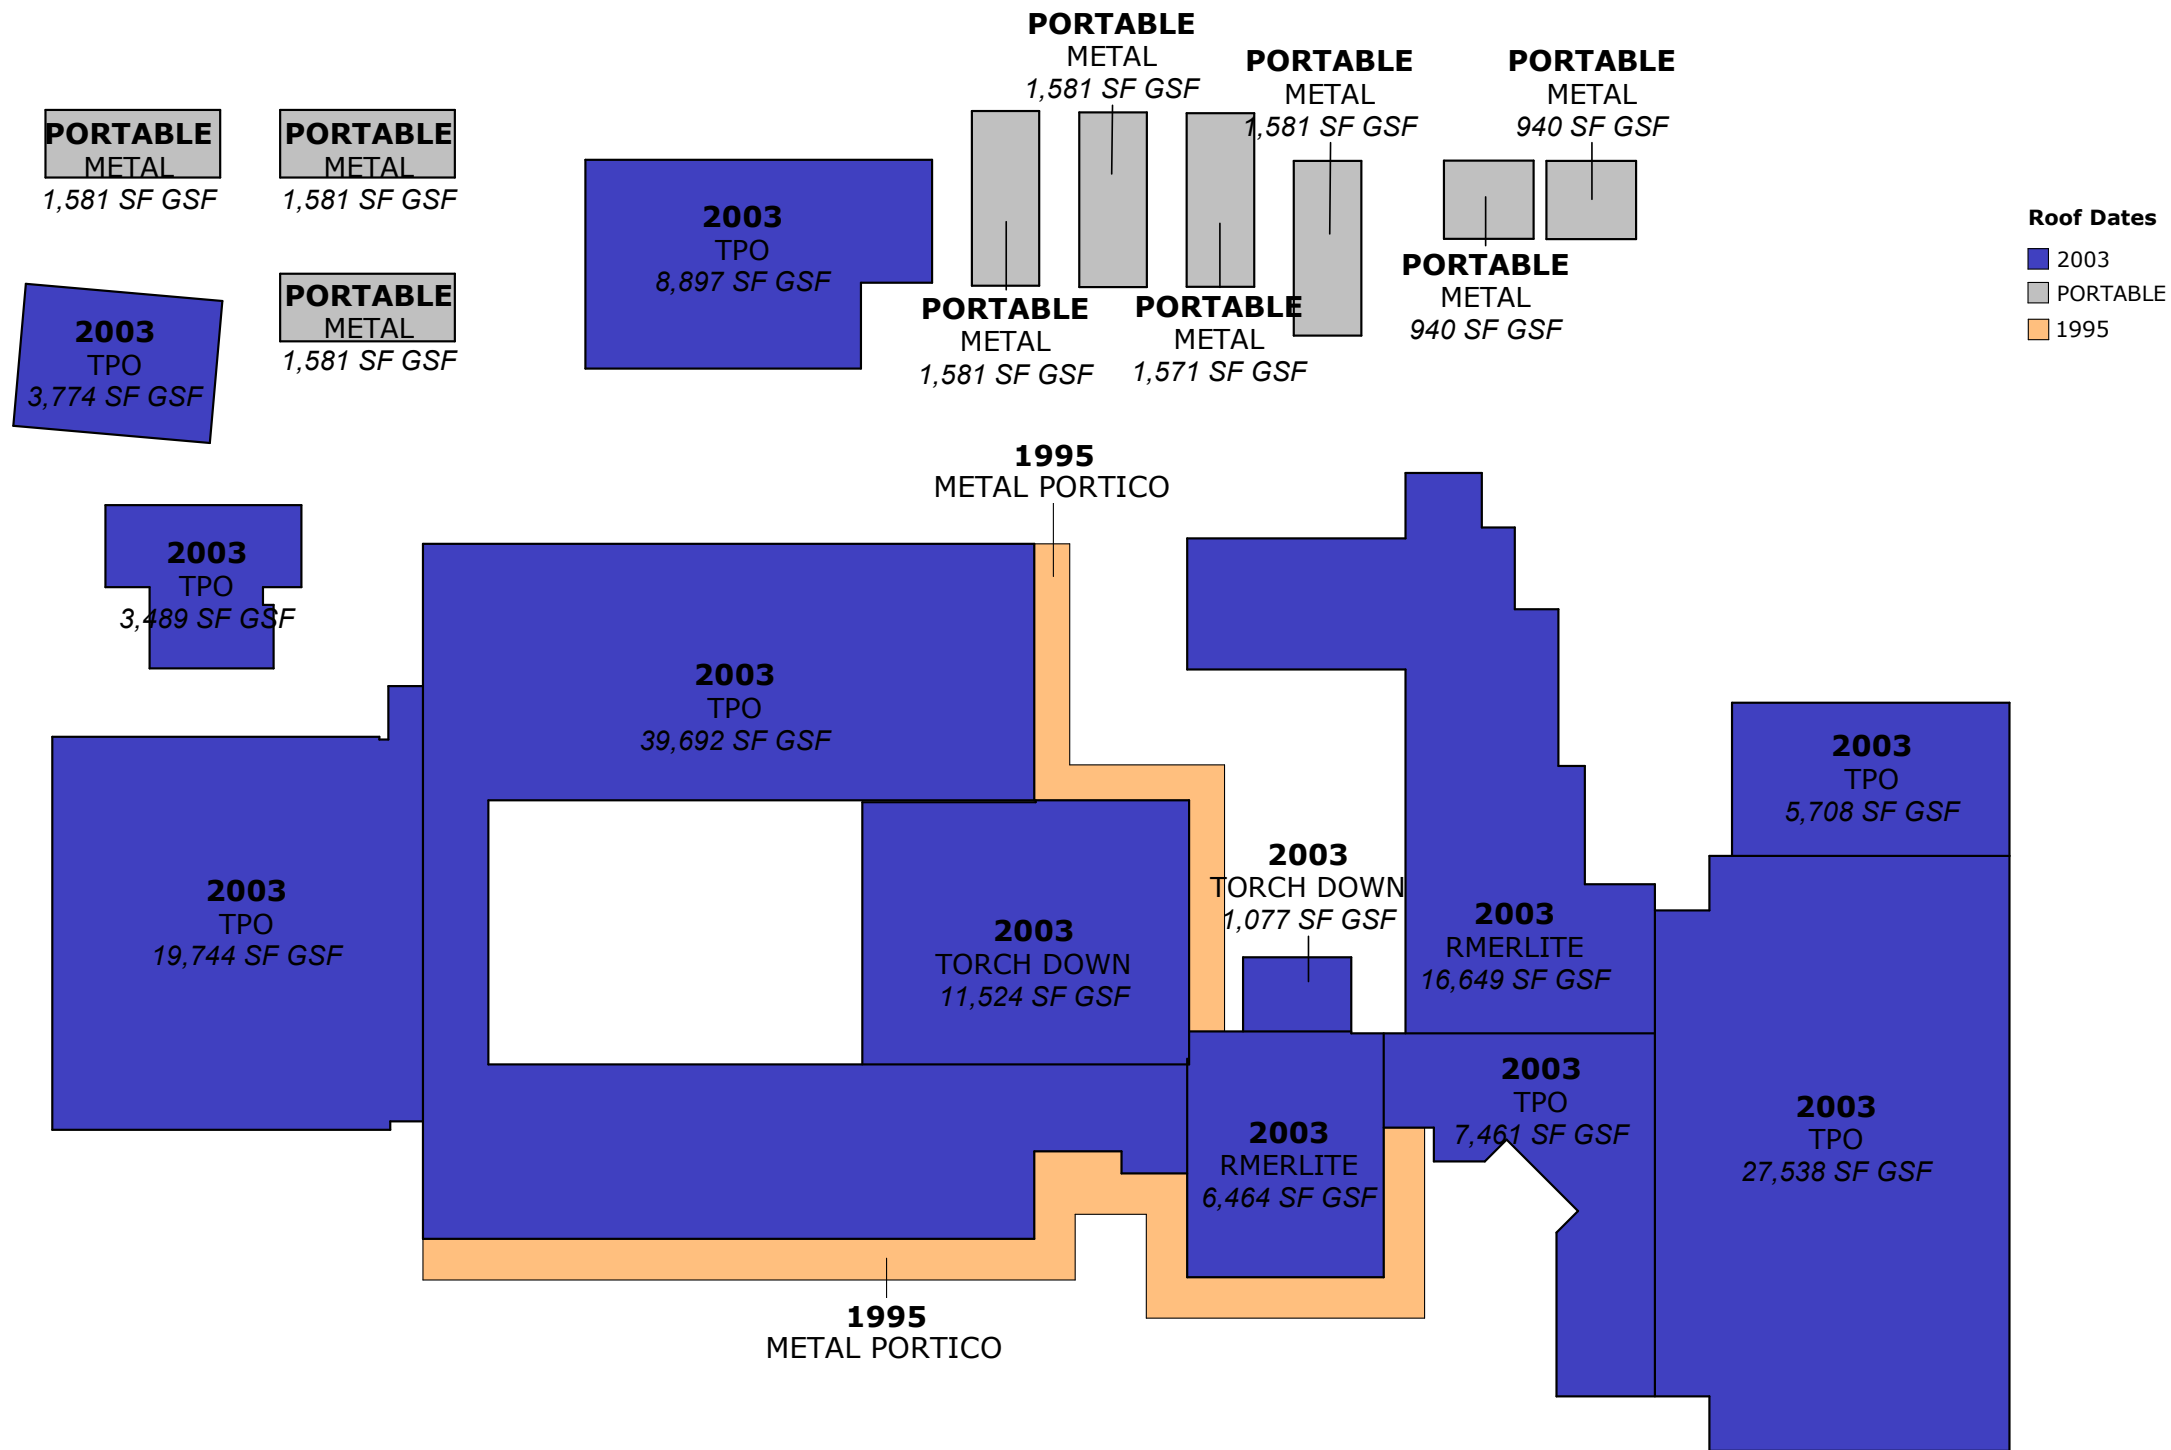 PORTABLE
METAL
1,581 SF GSF
PORTABLE
METAL
1,581 SF GSF
PORTABLE
METAL
1,581 SF GSF
PORTABLE
METAL
1,581 SF GSF
PORTABLE
METAL
1,581 SF GSF
PORTABLE
METAL
940 SF GSF
2003
TPO
8,897 SF GSF
PORTABLE
METAL
1,581 SF GSF
PORTABLE
METAL
1,571 SF GSF
PORTABLE
METAL
940 SF GSF
Roof Dates
2003
PORTABLE
1995
2003
TPO
3,774 SF GSF
PORTABLE
METAL
1,581 SF GSF
1995
METAL PORTICO
2003
TPO
3,489 SF GSF
2003
TPO
39,692 SF GSF
2003
TPO
5,708 SF GSF
2003
TPO
19,744 SF GSF
2003
TORCH DOWN
11,524 SF GSF
2003
TORCH DOWN
1,077 SF GSF
2003
RMERLITE
16,649 SF GSF
2003
RMERLITE
6,464 SF GSF
2003
TPO
7,461 SF GSF
2003
TPO
27,538 SF GSF
1995
METAL PORTICO